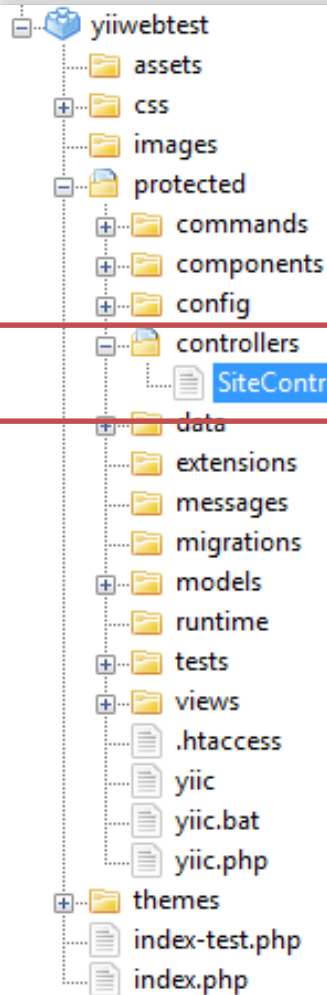 yiiwebtest
assets
css
images
protected
commands
components
config
controllers
SiteContr
data
extensions
messages
migrations
models
runtime
tests
views
.htaccess
yiic
yiic.bat
yiic.php
themes
index-test.php
index.php